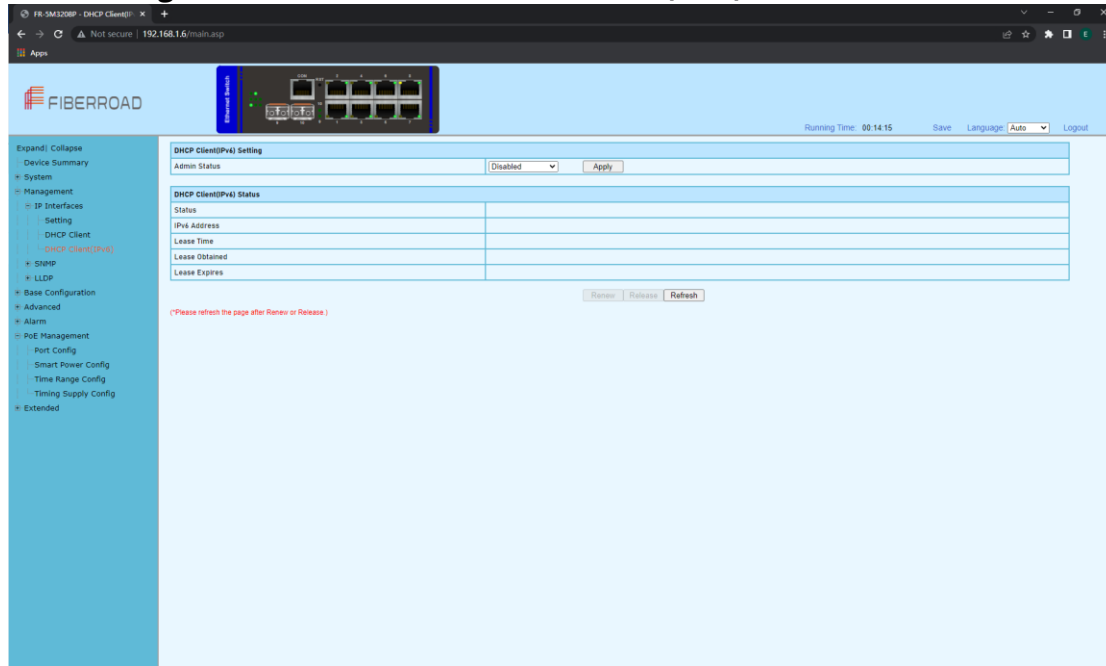 FR-5M3208P - DHCP Client(IP
Not secure | 192.168.1.6/main.asp
E
Apps
FIBERROAD
Ethernet Switch
Running Time: 00:14:15 Save Language: Auto Logout
Expand| Collapse
Device Summary
System
Management
IP Interfaces
Setting
DHCP Client
DHCP Client(IPv6)
SNMP
LLDP
Base Configuration
Advanced
Alarm
PoE Management
Port Config
Smart Power Config
Time Range Config
Timing Supply Config
Extended
DHCP Client(IPv6) Setting
Admin Status Disabled Apply
DHCP Client(IPv6) Status
Status
IPv6 Address
Lease Time
Lease Obtained
Lease Expires
Renew Release Refresh
(*Please refresh the page after Renew or Release.)